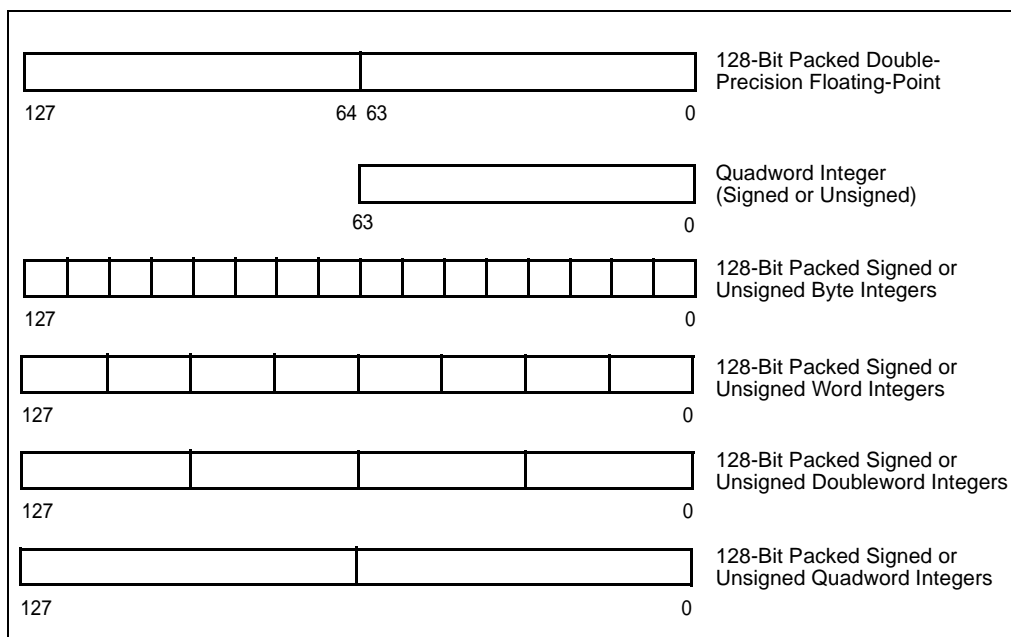 128-Bit Packed Double-
Precision Floating-Point
127 64 63 0
Quadword Integer
(Signed or Unsigned)
63 0
128-Bit Packed Signed or
Unsigned Byte Integers
127 0
128-Bit Packed Signed or
Unsigned Word Integers
127 0
128-Bit Packed Signed or
Unsigned Doubleword Integers
127 0
128-Bit Packed Signed or
Unsigned Quadword Integers
127 0